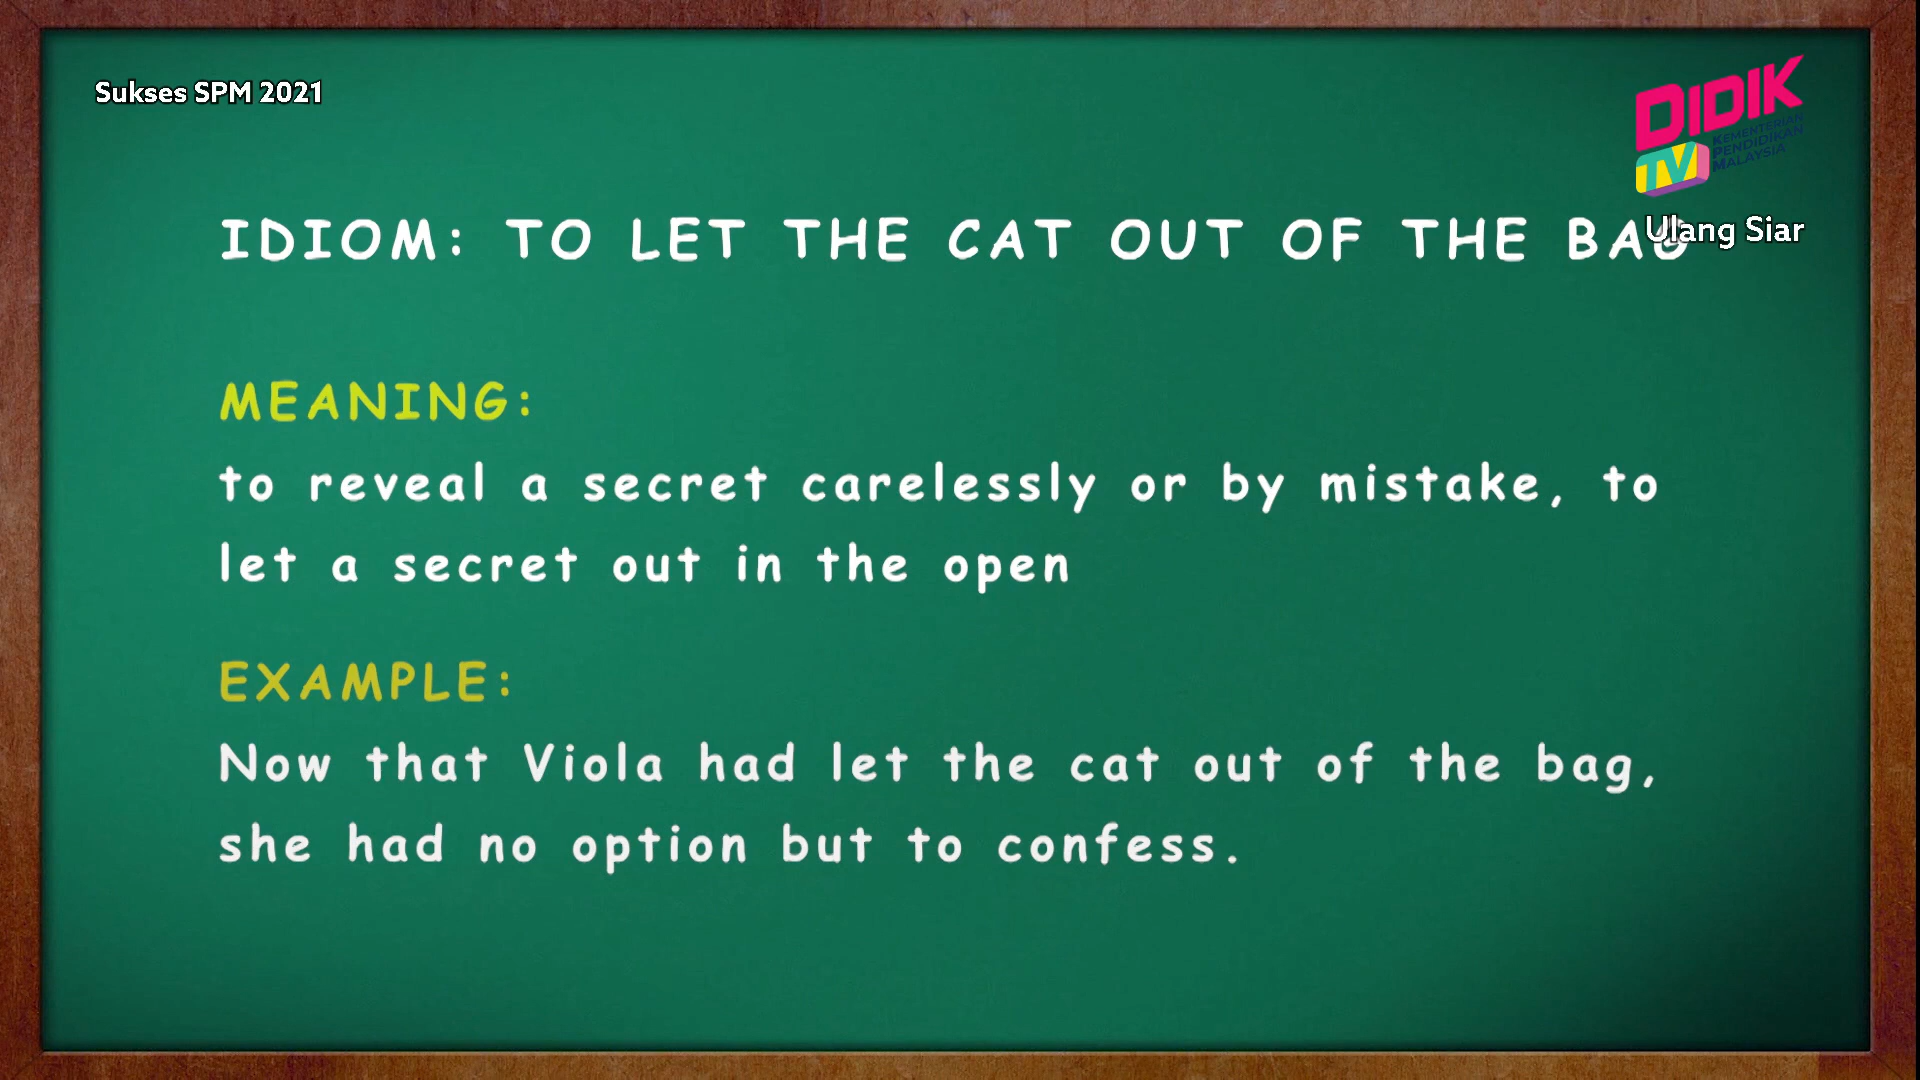 Sukses SPM 2021
DIDIK
TV
KEMENTERIAN
PENDIDIKAN
MALAYSIA
Ulang Siar
IDIOM: TO LET THE CAT OUT OF THE BAG
MEANING:
to reveal a secret carelessly or by mistake, to
let a secret out in the open
EXAMPLE:
Now that Viola had let the cat out of the bag,
she had no option but to confess.